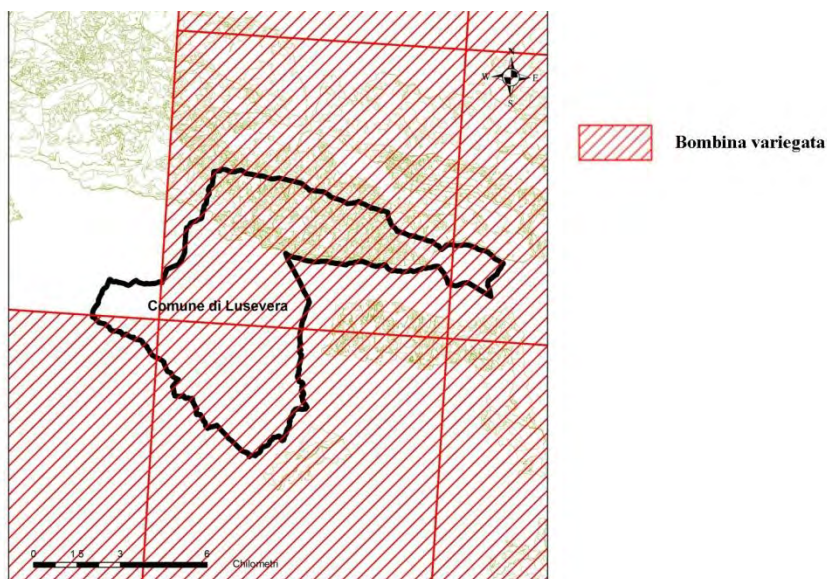 N
W E
S
Bombina variegata
Comune di Lusevera
0 1.5 3 6
Chilometri